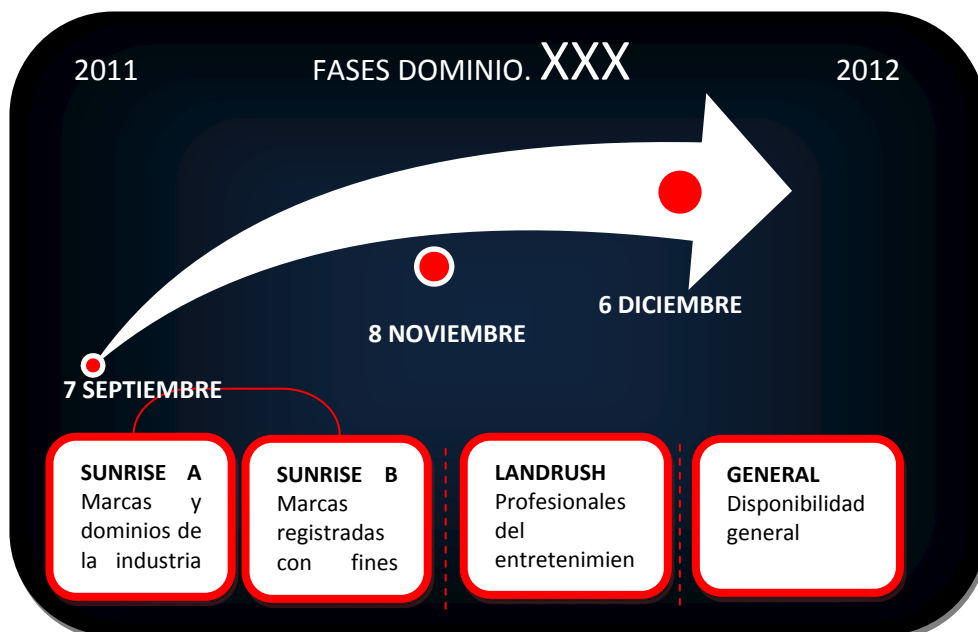 2011 FASES DOMINIO. XXX 2012
6 DICIEMBRE
8 NOVIEMBRE
7 SEPTIEMBRE
SUNRISE A
Marcas y
dominios de
la industria
SUNRISE B
Marcas
registradas
con fines
LANDRUSH
Profesionales
del
entretenimien
GENERAL
Disponibilidad
general